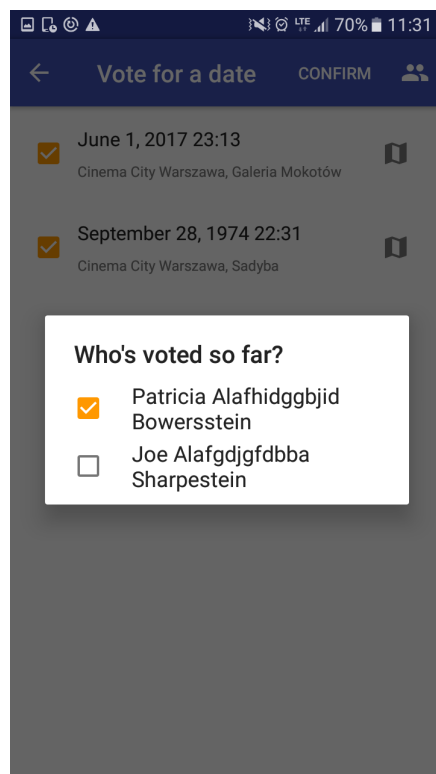 70% 11:31
Vote for a date CONFIRM
June 1, 2017 23:13
Cinema City Warszawa, Galeria Mokotów
September 28, 1974 22:31
Cinema City Warszawa, Sadyba
Who's voted so far?
Patricia Alafhidggbjid
Bowersstein
Joe Alafgdjgfdbba
Sharpestein